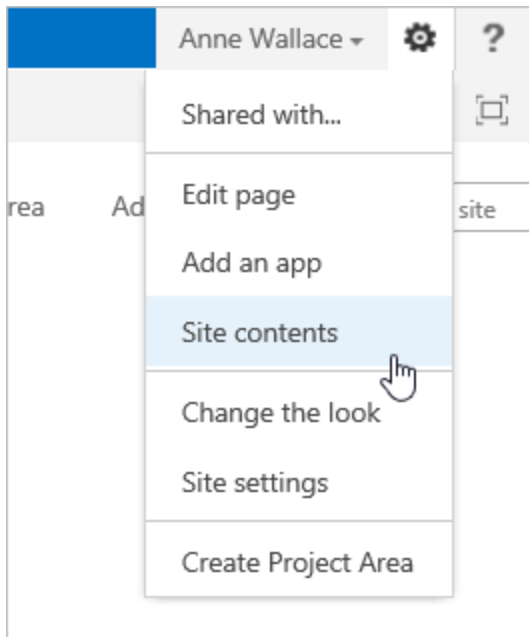 Anne Wallace
?
Shared with...
rea Ad site
Edit page
Add an app
Site contents
Change the look
Site settings
Create Project Area